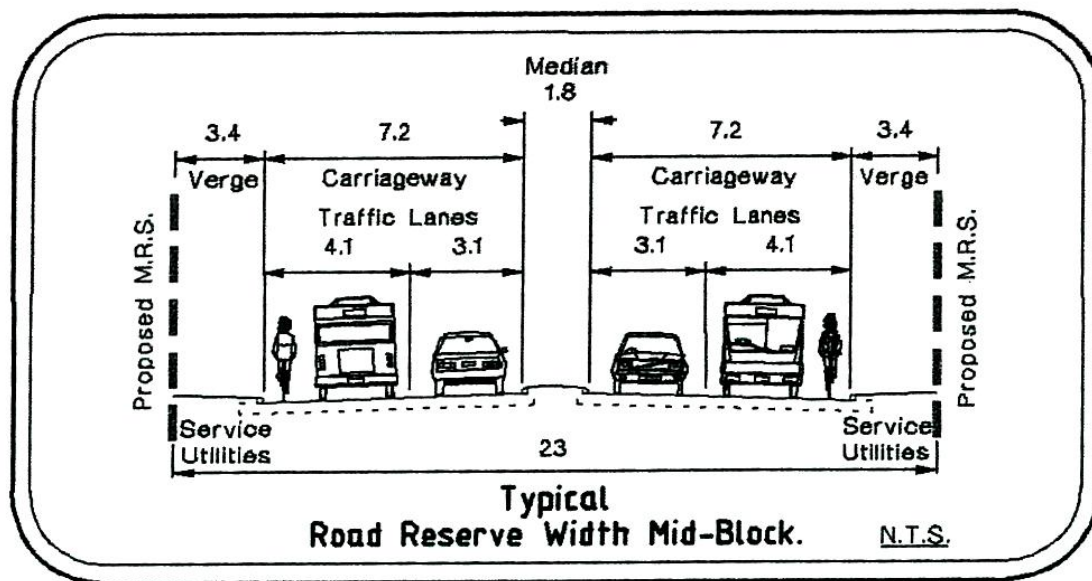 Median
1.8
3.4
7.2
7.2
3.4
Verge
Carriageway
Carriageway
Verge
Traffic Lanes
Traffic Lanes
4.1
3.1
3.1
4.1
Proposed M.R.S.
Proposed M.R.S.
Service
Utilities
Service
Utilities
23
Typical
Road Reserve Width Mid-Block.
N.T.S.